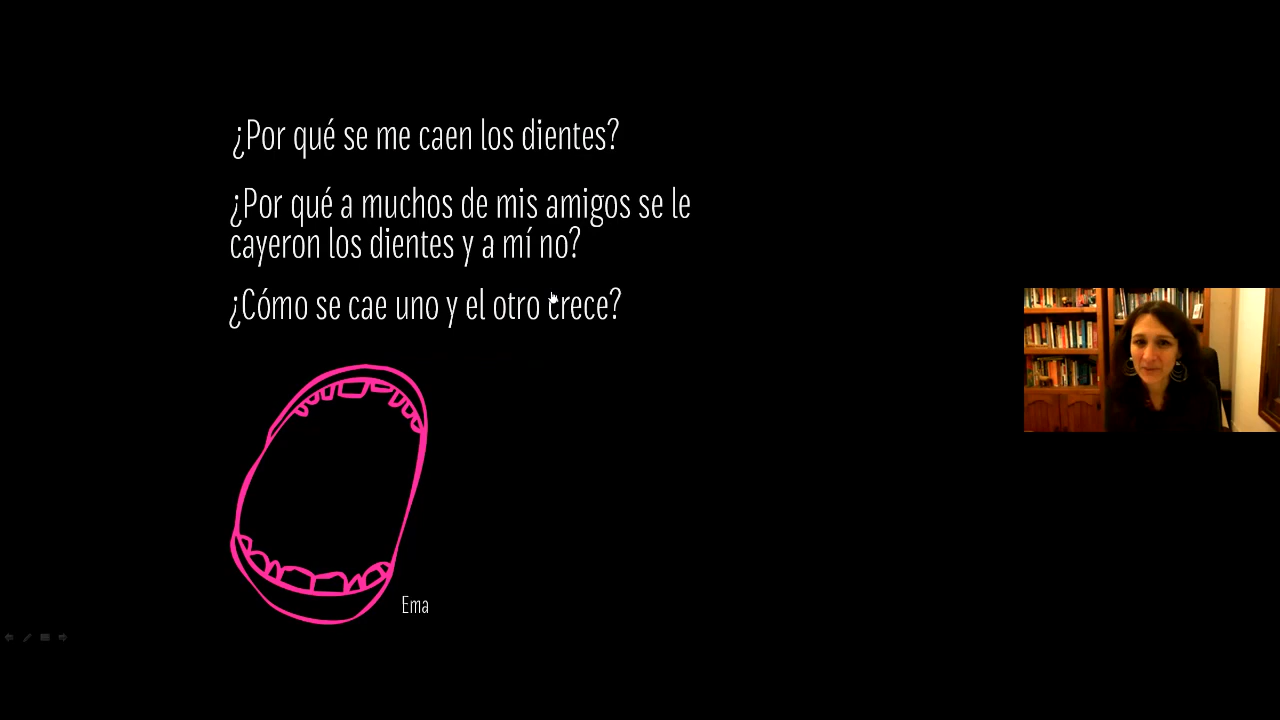 ¿Por qué se me caen los dientes?
¿Por qué a muchos de mis amigos se le
cayeron los dientes y a mí no?
¿Cómo se cae uno y el otro crece?
Ema